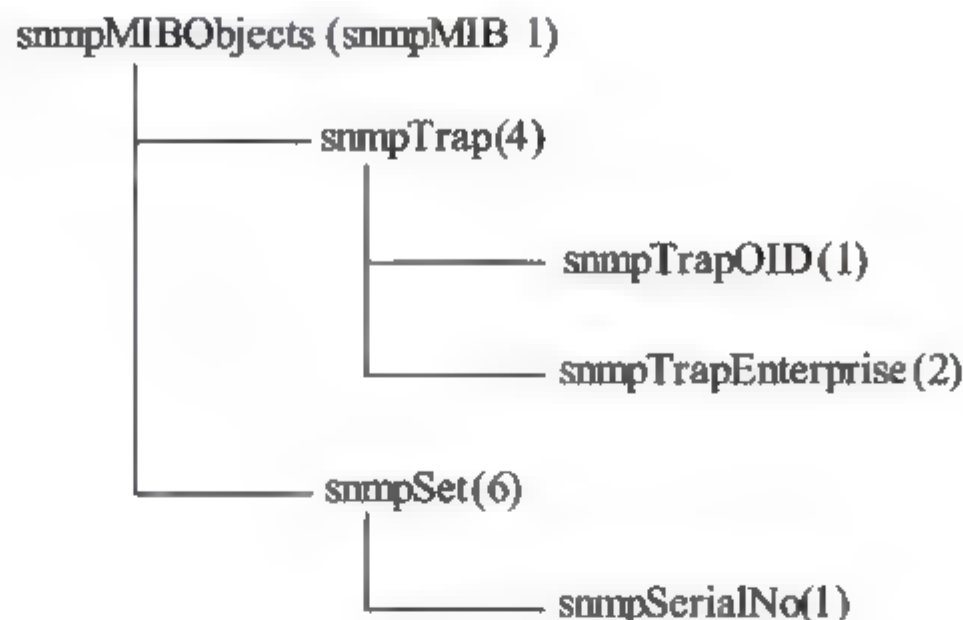 snmpMIBObjects (snmpMIB 1)
snmpTrap(4)
snmpTrapOID(1)
snmpTrapEnterprise(2)
snmpSet(6)
snmpSerialNo(1)